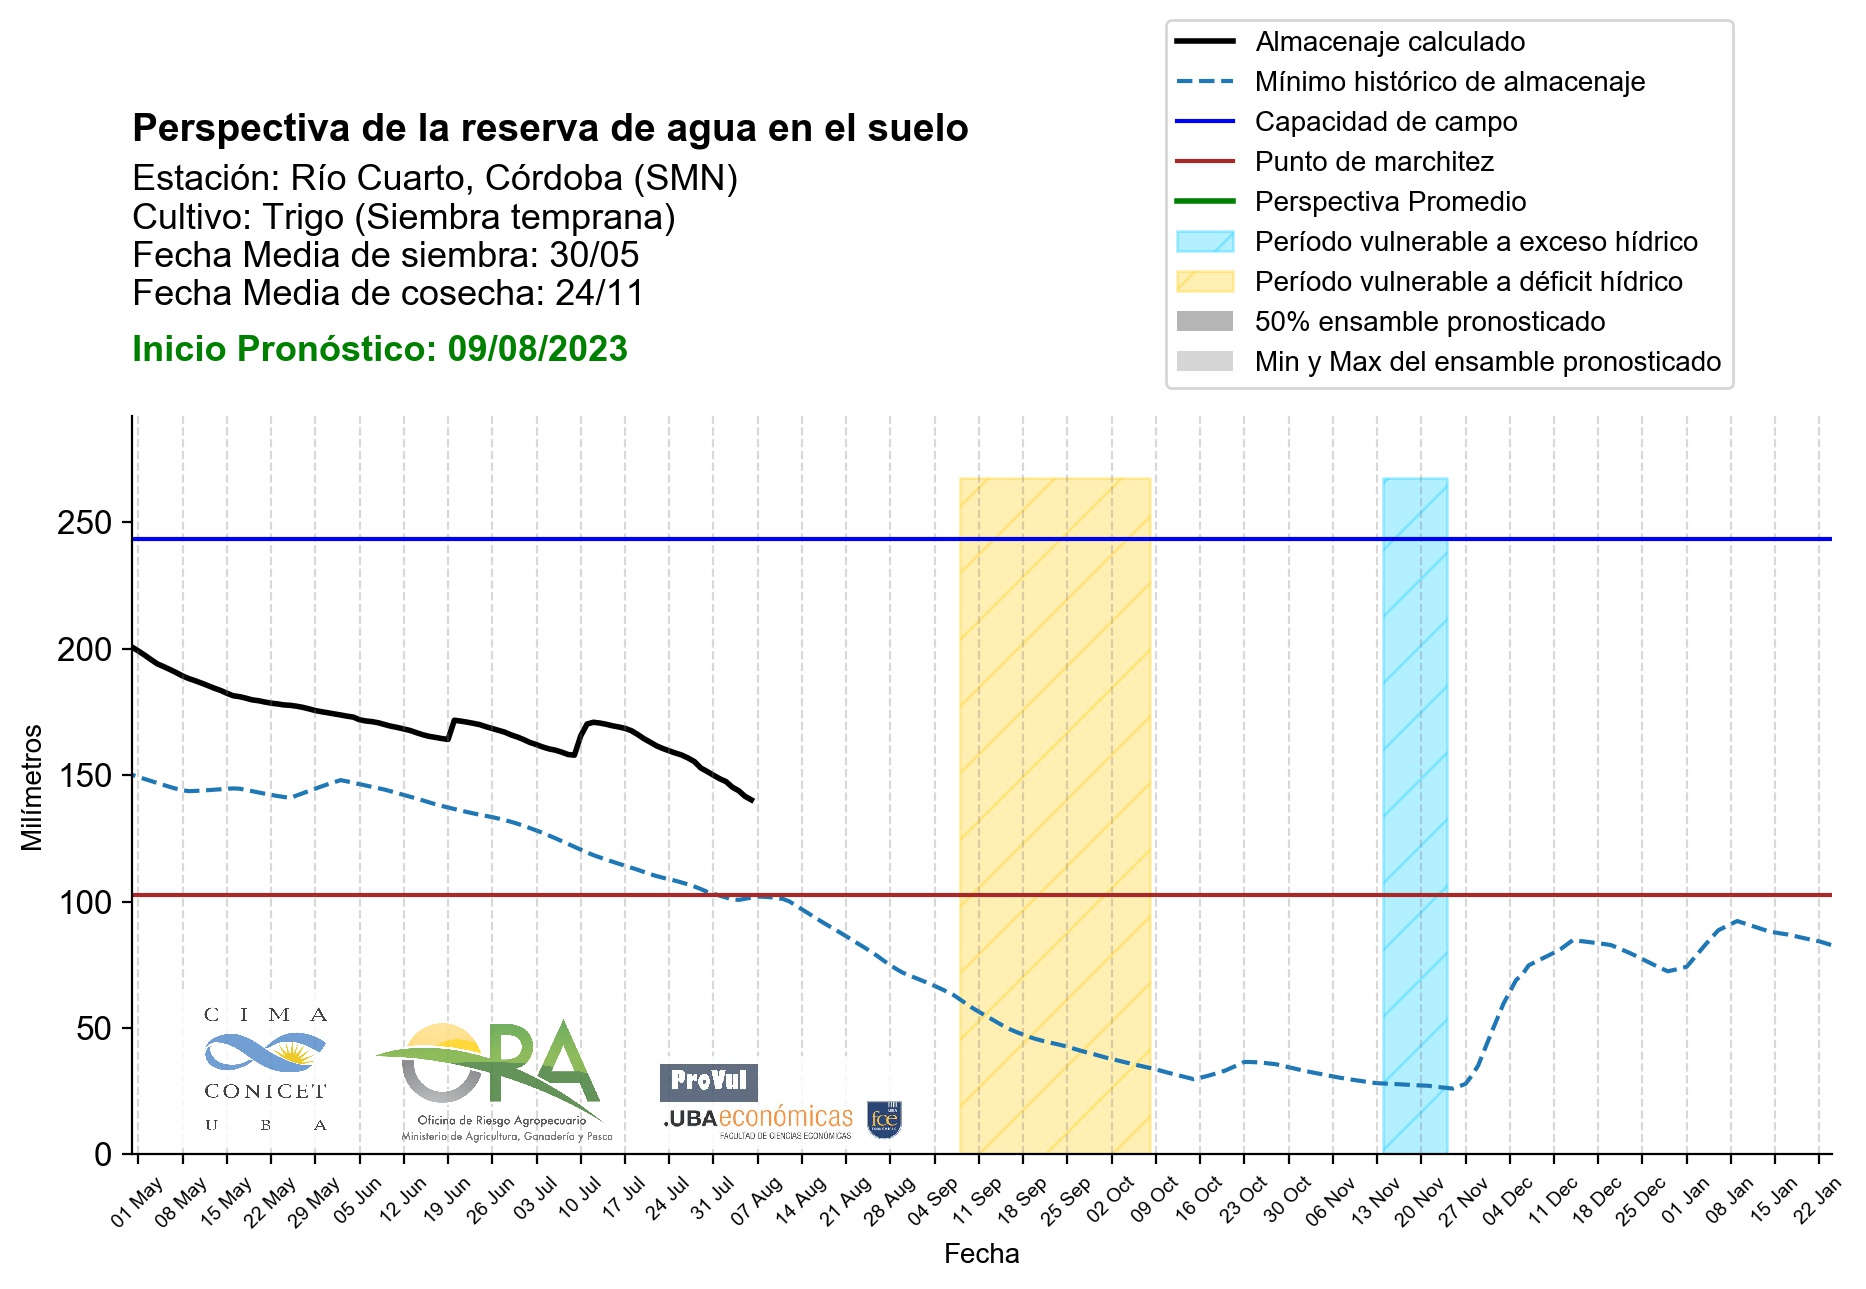 Almacenaje calculado
Mínimo histórico de almacenaje
Capacidad de campo
Punto de marchitez
Perspectiva Promedio
Período vulnerable a exceso hídrico
Período vulnerable a déficit hídrico
50% ensamble pronosticado
Min y Max del ensamble pronosticado
Perspectiva de la reserva de agua en el suelo
Estación: Río Cuarto, Córdoba (SMN)
Cultivo: Trigo (Siembra temprana)
Fecha Media de siembra: 30/05
Fecha Media de cosecha: 24/11
Inicio Pronóstico: 09/08/2023
Milímetros
250
200
150
100
50
0
CIMA
CONICET
UBA
ORA
Oficina de Riesgo Agropecuario
Ministerio de Agricultura, Ganadería y Pesca
ProVul
.UBAeconómicas
FACULTAD DE CIENCIAS ECONÓMICAS
fce
01 May 08 May 15 May 22 May 29 May 05 Jun 12 Jun 19 Jun 26 Jun 03 Jul 10 Jul 17 Jul 24 Jul 31 Jul 07 Aug 14 Aug 21 Aug 28 Aug 04 Sep 11 Sep 18 Sep 25 Sep 02 Oct 09 Oct 16 Oct 23 Oct 30 Oct 06 Nov 13 Nov 20 Nov 27 Nov 04 Dec 11 Dec 18 Dec 25 Dec 01 Jan 08 Jan 15 Jan 22 Jan
Fecha